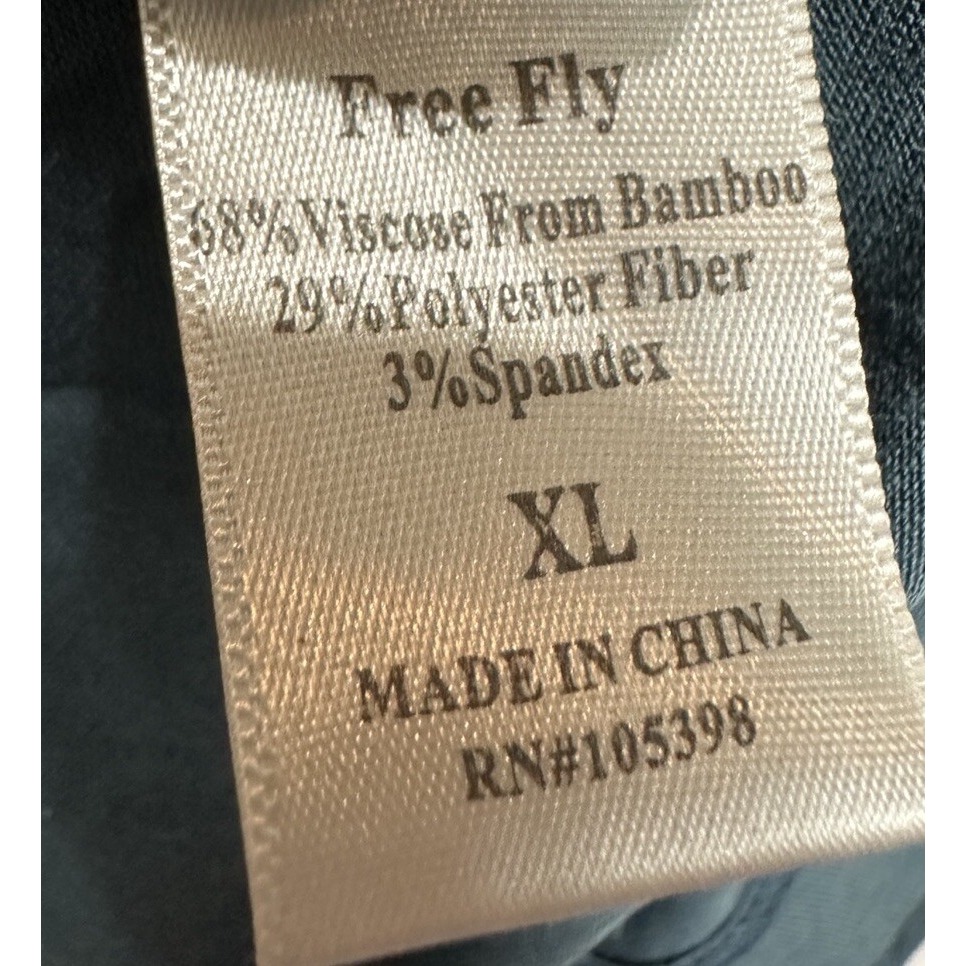 Free Fly
68%Viscose From Bamboo
29%Polyester Fiber
3%Spandex
XL
MADE IN CHINA
RN#105398